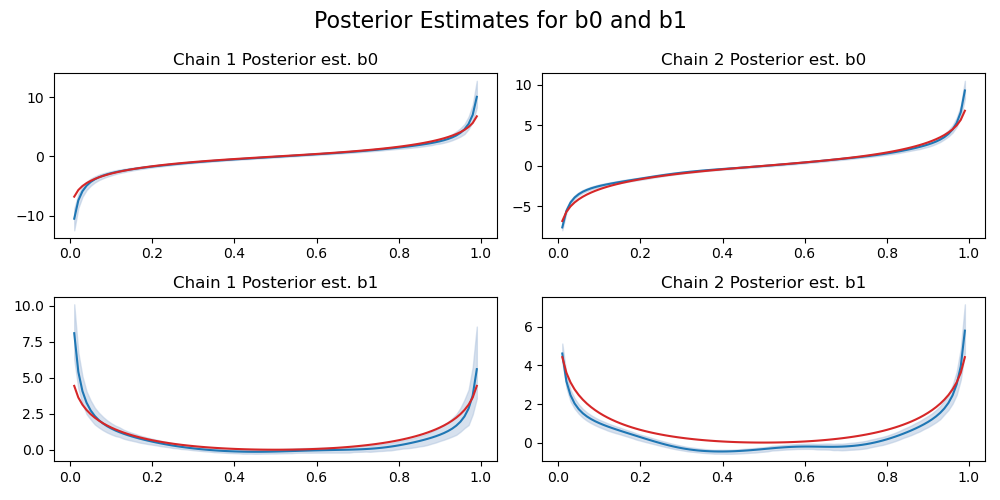 Posterior Estimates for b0 and b1
Chain 1 Posterior est. b0
10
0
−10
0.0 0.2 0.4 0.6 0.8 1.0
Chain 2 Posterior est. b0
10
5
0
−5
0.0 0.2 0.4 0.6 0.8 1.0
Chain 1 Posterior est. b1
10.0
7.5
5.0
2.5
0.0
0.0 0.2 0.4 0.6 0.8 1.0
Chain 2 Posterior est. b1
6
4
2
0
0.0 0.2 0.4 0.6 0.8 1.0